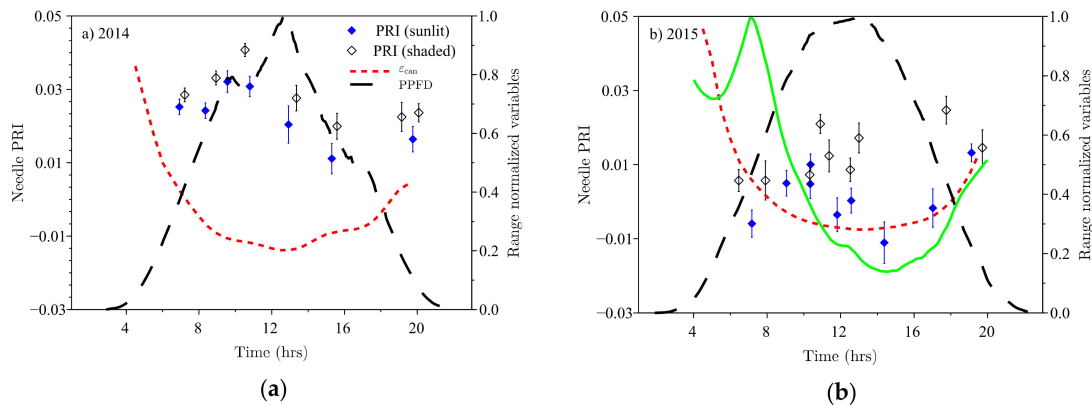 a) 2014
PRI (sunlit)
PRI (shaded)
εcan
PPFD
0.05
0.03
0.01
−0.01
−0.03
Needle PRI
1.0
0.8
0.6
0.4
0.2
0.0
Range normalized variables
4 8 12 16 20
Time (hrs)
(a)
b) 2015
0.05
0.03
0.01
−0.01
−0.03
Needle PRI
1.0
0.8
0.6
0.4
0.2
0.0
Range normalized variables
4 8 12 16 20
Time (hrs)
(b)